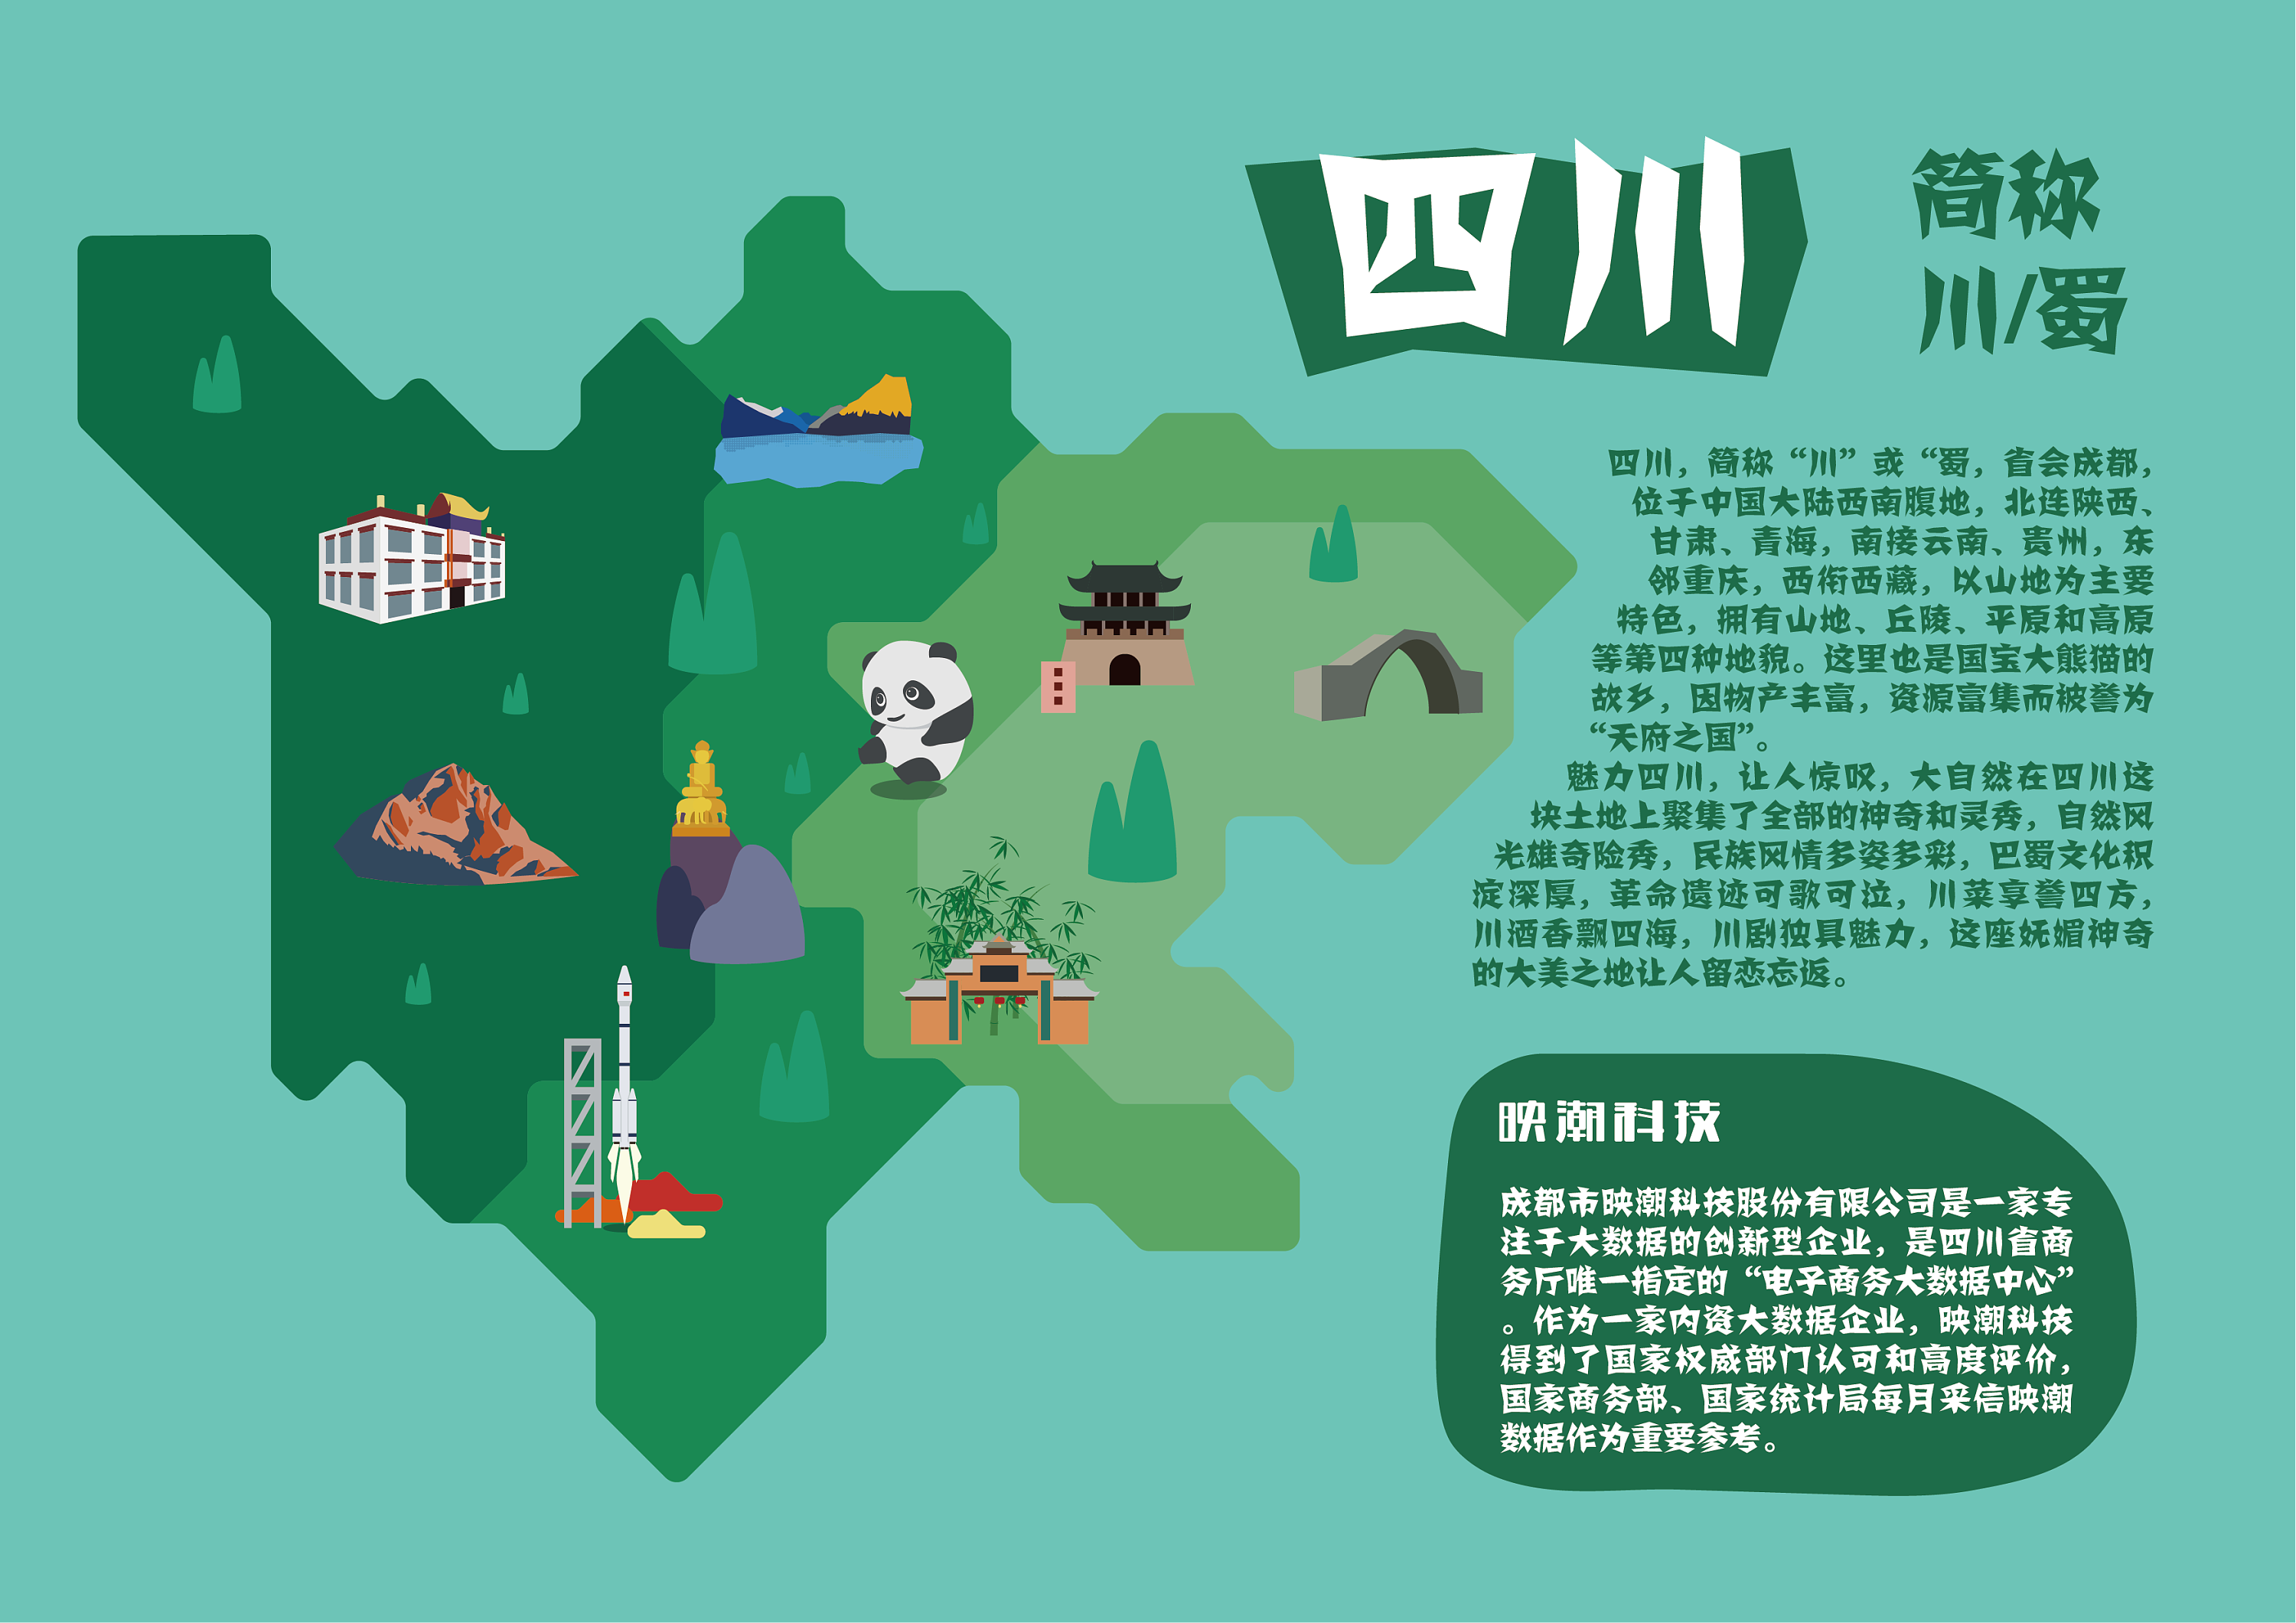 四川
简称
川/蜀
四川，简称“川”或“蜀，省会成都，
位于中国大陆西南腹地，北连陕西、
甘肃、青海，南接云南、贵州，东
邻重庆，西衔西藏，以山地为主要
特色，拥有山地、丘陵、平原和高原
等第四种地貌。这里也是国宝大熊猫的
故乡，因物产丰富，资源富集而被誉为
“天府之国”。
魅力四川，让人惊叹，大自然在四川这
块土地上聚集了全部的神奇和灵秀，自然风
光雄奇险秀，民族风情多姿多彩，巴蜀文化积
淀深厚，革命遗迹可歌可泣，川菜享誉四方，
川酒香飘四海，川剧独具魅力，这座妩媚神奇
的大美之地让人留恋忘返。
映潮科技
成都市映潮科技股份有限公司是一家专
注于大数据的创新型企业，是四川省商
务厅唯一指定的“电子商务大数据中心”
。作为一家内资大数据企业，映潮科技
得到了国家权威部门认可和高度评价，
国家商务部、国家统计局每月采信映潮
数据作为重要参考。